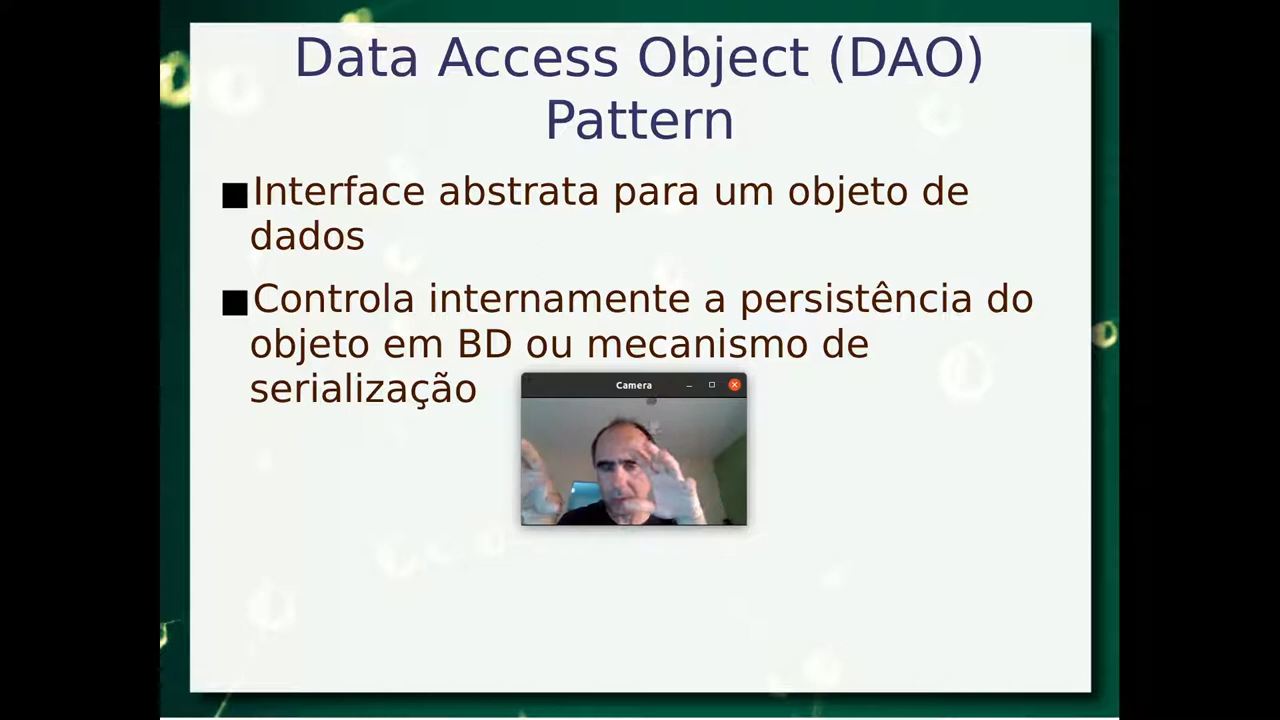 Data Access Object (DAO)
Pattern
Interface abstrata para um objeto de
dados
Controla internamente a persistência do
objeto em BD ou mecanismo de
serialização
Camera